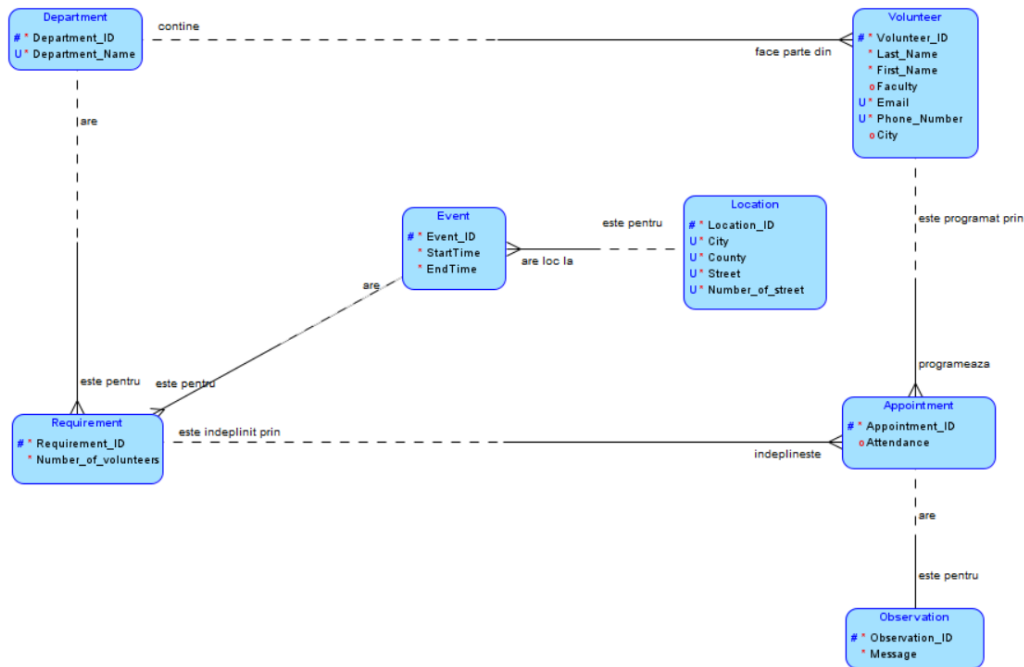 Department
# * Department_ID
U * Department_Name
contine
face parte din
Volunteer
# * Volunteer_ID
* Last_Name
* First_Name
o Faculty
U * Email
U * Phone_Number
o City
are
este programat prin
Event
# * Event_ID
* StartTime
* EndTime
are loc la
este pentru
Location
# * Location_ID
U * City
U * County
U * Street
U * Number_of_street
are
este pentru
este pentru
programeaza
Requirement
# * Requirement_ID
* Number_of_volunteers
este indeplinit prin
indeplineste
Appointment
# * Appointment_ID
o Attendance
are
este pentru
Observation
# * Observation_ID
* Message